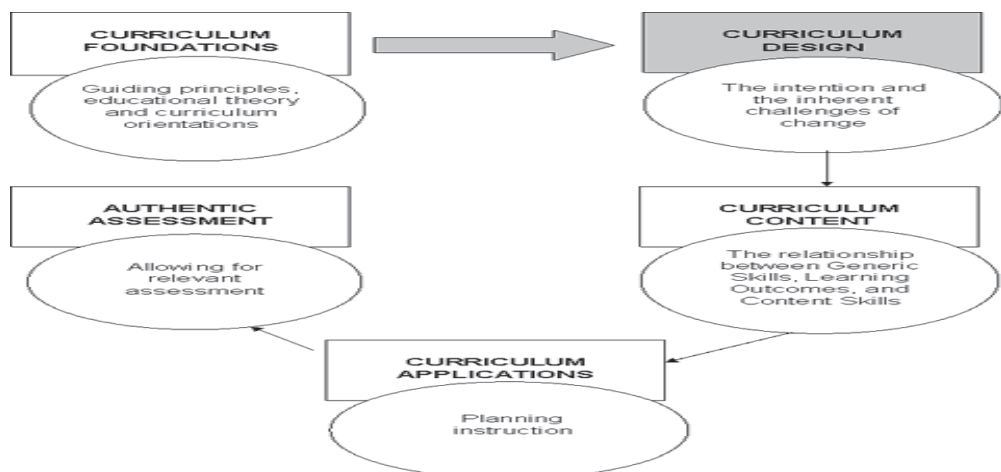 CURRICULUM
FOUNDATIONS
Guiding principles,
educational theory
and curriculum
orientations
CURRICULUM
DESIGN
The intention and
the inherent
challenges of
change
CURRICULUM
CONTENT
The relationship
between Generic
Skills, Learning
Outcomes, and
Content Skills
CURRICULUM
APPLICATIONS
Planning
instruction
AUTHENTIC
ASSESSMENT
Allowing for
relevant
assessment